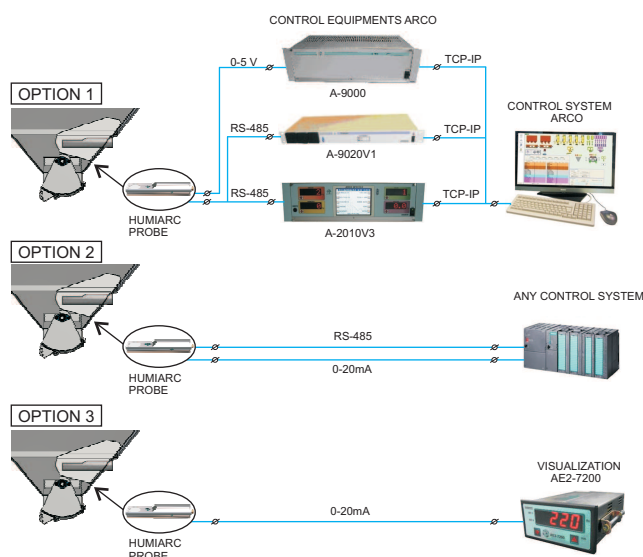 CONTROL EQUIPMENTS ARCO
0-5 V
TCP-IP
A-9000
OPTION 1
CONTROL SYSTEM
ARCO
RS-485
TCP-IP
A-9020V1
RS-485
TCP-IP
A-2010V3
HUMIARC
PROBE
OPTION 2
ANY CONTROL SYSTEM
RS-485
0-20mA
HUMIARC
PROBE
OPTION 3
VISUALIZATION
AE2-7200
0-20mA
220
HUMIARC
PROBE